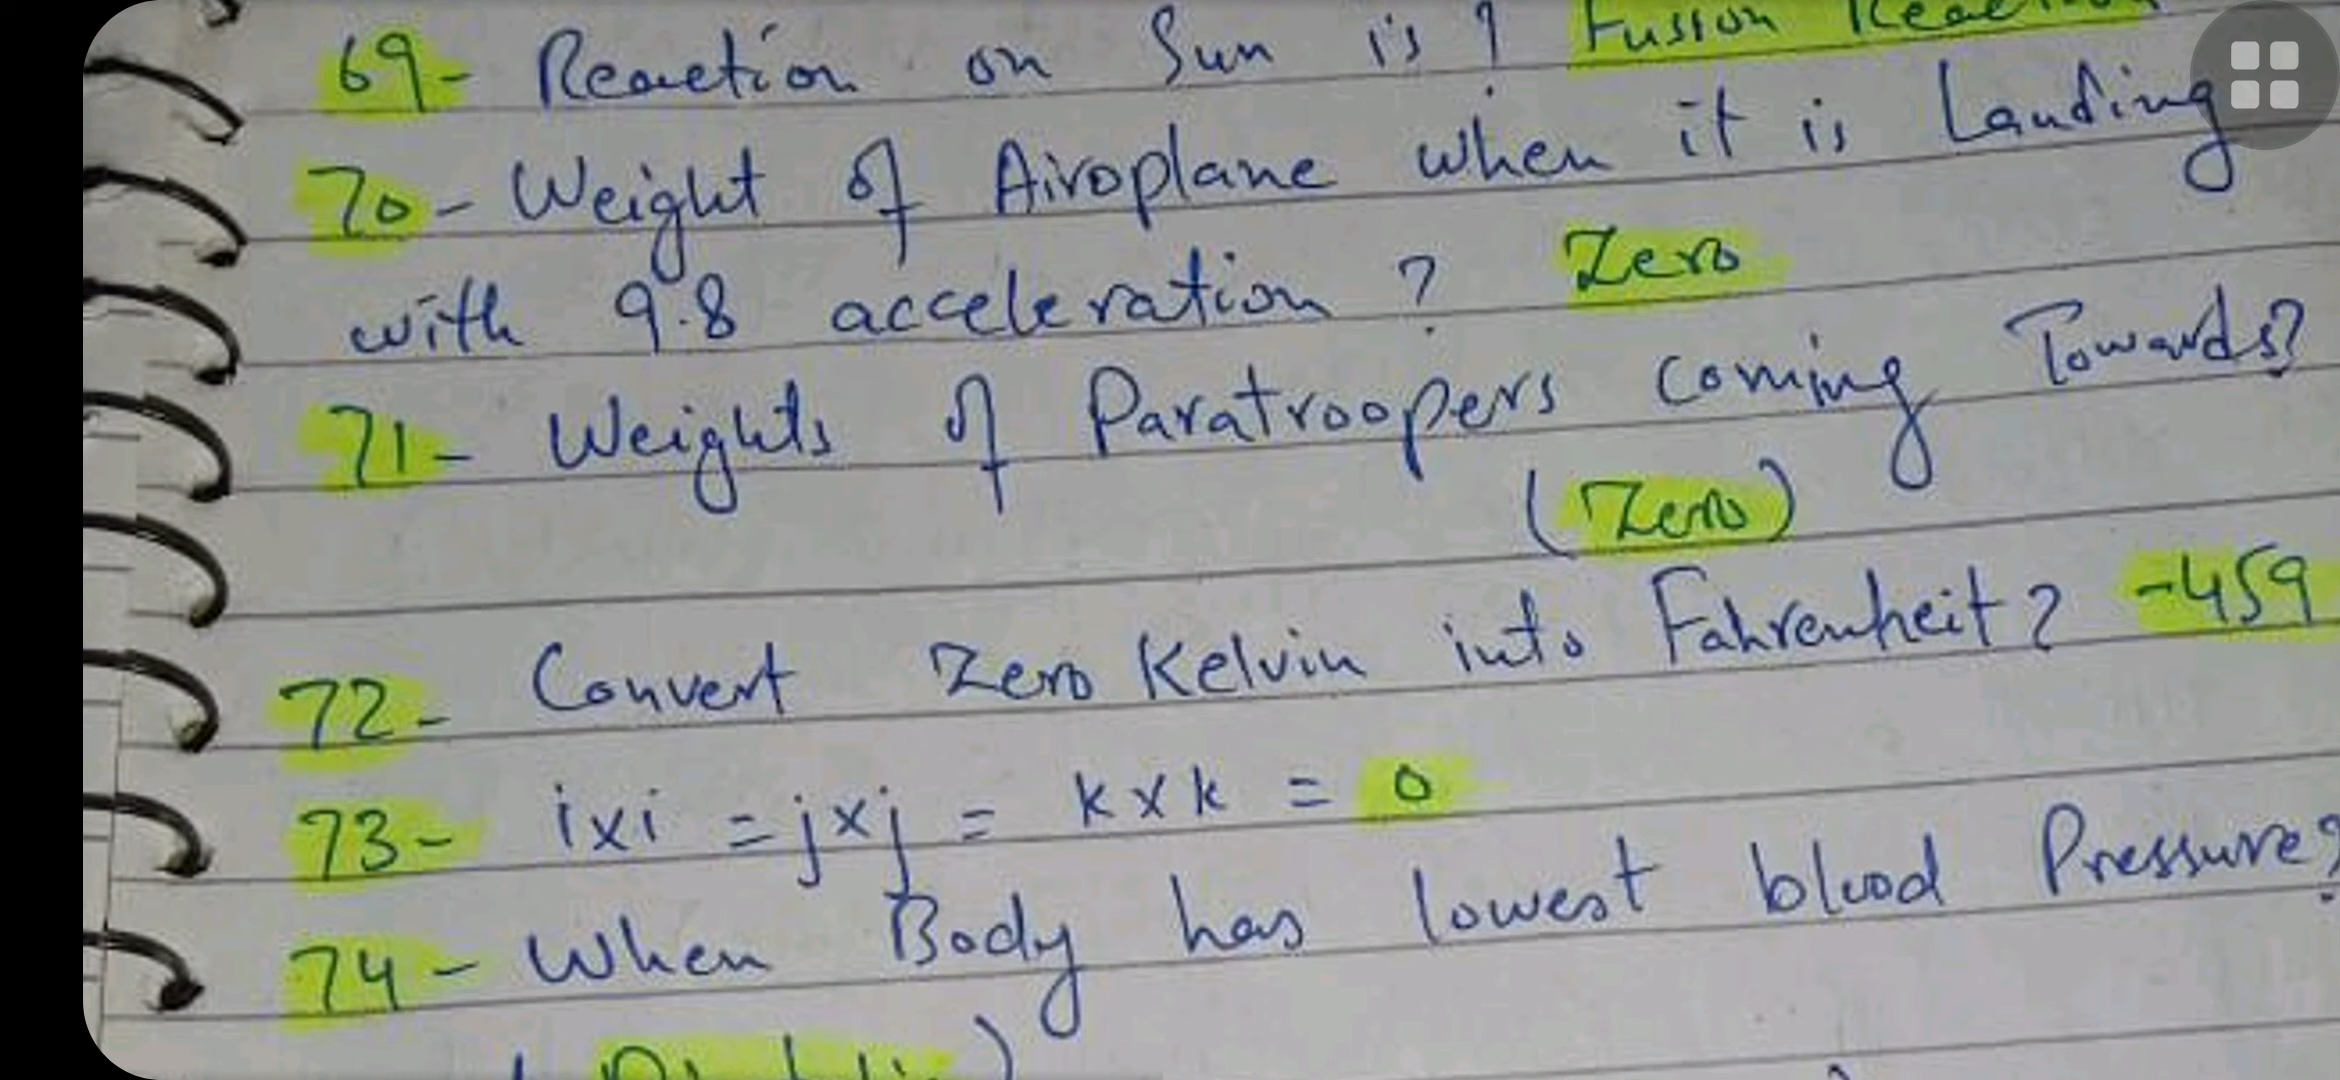 69- Reaction on Sun is? Fusion Reaction
70- Weight of Airoplane when it is Landing
with 9.8 acceleration? Zero
71- Weights of Paratroopers coming Towards?
(Zero)
72- Convert Zero Kelvin into Fahrenheit? -459
73- ixi = jxj = kxk = 0
74- When Body has lowest blood Pressure?